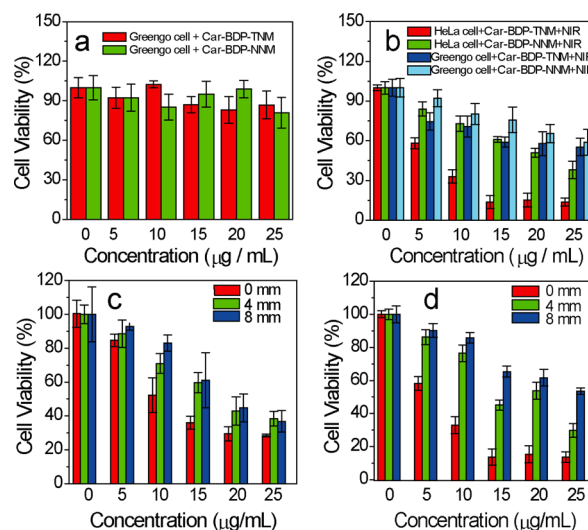 a
Greengo cell + Car-BDP-TNM
Greengo cell + Car-BDP-NNM
Cell Viability (%)
150
120
90
60
30
0
0 5 10 15 20 25
Concentration (μg / mL)
b
HeLa cell+Car-BDP-TNM+NIR
HeLa cell+Car-BDP-NNM+NIR
Greengo cell+Car-BDP-TNM+NIR
Greengo cell+Car-BDP-NNM+NIR
Cell Viability (%)
150
120
90
60
30
0
0 5 10 15 20 25
Concentration (μg / mL)
c
0 mm
4 mm
8 mm
Cell Viability (%)
120
100
80
60
40
20
0
0 5 10 15 20 25
Concentration (μg/mL)
d
0 mm
4 mm
8 mm
Cell Viability (%)
120
100
80
60
40
20
0
0 5 10 15 20 25
Concentration (μg/mL)